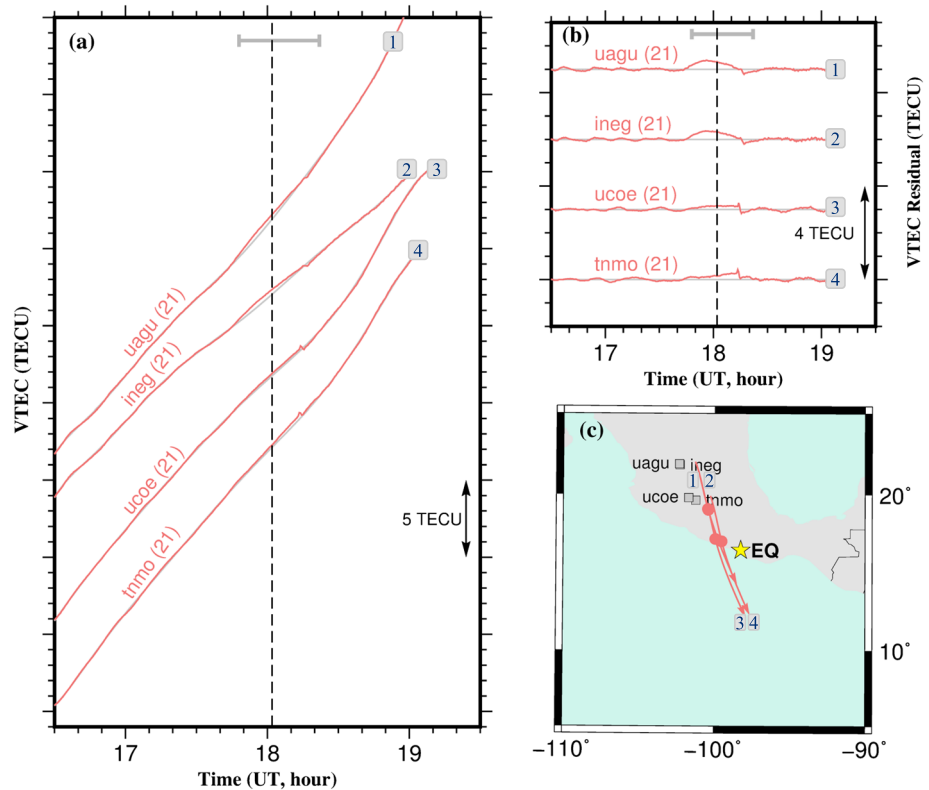 (a)
1
2
3
4
uagu (21)
ineg (21)
ucoe (21)
tnmo (21)
5 TECU
VTEC (TECU)
17
18
19
Time (UT, hour)
(b)
uagu (21)
1
ineg (21)
2
ucoe (21)
3
4 TECU
tnmo (21)
4
VTEC Residual (TECU)
17
18
19
Time (UT, hour)
(c)
uagu
ineg
1 2
ucoe
tnmo
EQ
3 4
20°
10°
−110°
−100°
−90°